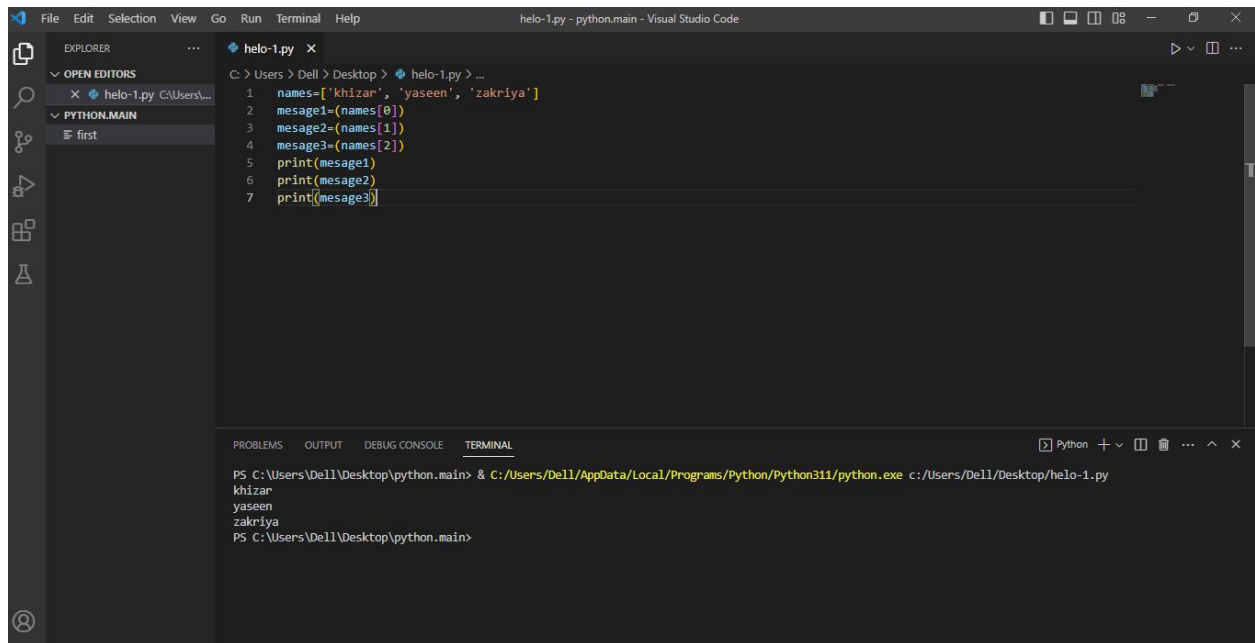 File Edit Selection View Go Run Terminal Help helo-1.py - python.main - Visual Studio Code
EXPLORER ...
OPEN EDITORS
helo-1.py C:\Users\...
PYTHON.MAIN
first
helo-1.py
C: > Users > Dell > Desktop > helo-1.py > ...
1 names=['khizar', 'yaseen', 'zakriya']
2 mesage1=(names[0])
3 mesage2=(names[1])
4 mesage3=(names[2])
5 print(mesage1)
6 print(mesage2)
7 print(mesage3)
PROBLEMS OUTPUT DEBUG CONSOLE TERMINAL Python
PS C:\Users\Dell\Desktop\python.main> & C:/Users/Dell/AppData/Local/Programs/Python/Python311/python.exe c:/Users/Dell/Desktop/helo-1.py
khizar
yaseen
zakriya
PS C:\Users\Dell\Desktop\python.main>